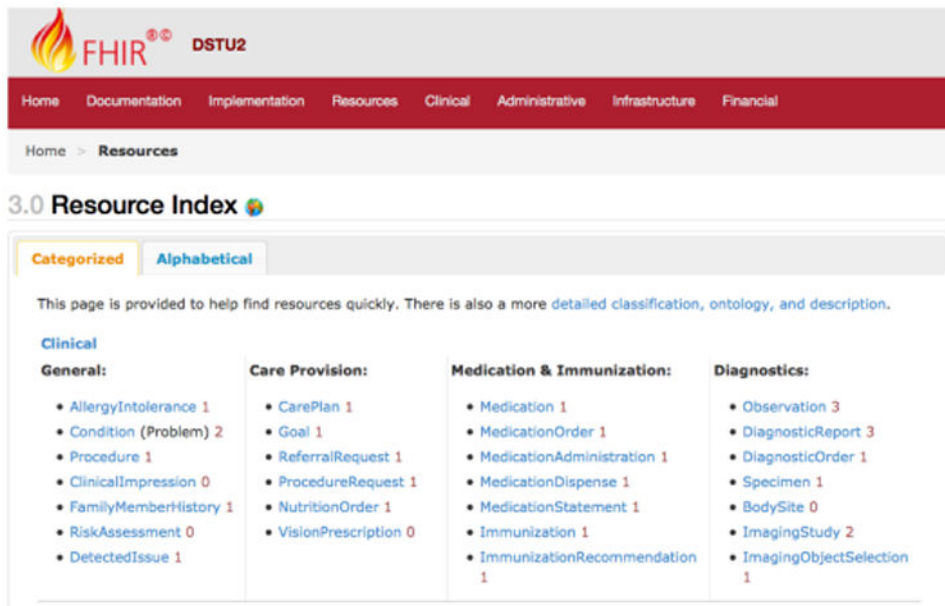 FHIR®© DSTU2
Home Documentation Implementation Resources Clinical Administrative Infrastructure Financial
Home > Resources
3.0 Resource Index
Categorized Alphabetical
This page is provided to help find resources quickly. There is also a more detailed classification, ontology, and description.
Clinical
General:
• AllergyIntolerance 1
• Condition (Problem) 2
• Procedure 1
• ClinicalImpression 0
• FamilyMemberHistory 1
• RiskAssessment 0
• DetectedIssue 1
Care Provision:
• CarePlan 1
• Goal 1
• ReferralRequest 1
• ProcedureRequest 1
• NutritionOrder 1
• VisionPrescription 0
Medication & Immunization:
• Medication 1
• MedicationOrder 1
• MedicationAdministration 1
• MedicationDispense 1
• MedicationStatement 1
• Immunization 1
• ImmunizationRecommendation
1
Diagnostics:
• Observation 3
• DiagnosticReport 3
• DiagnosticOrder 1
• Specimen 1
• BodySite 0
• ImagingStudy 2
• ImagingObjectSelection
1